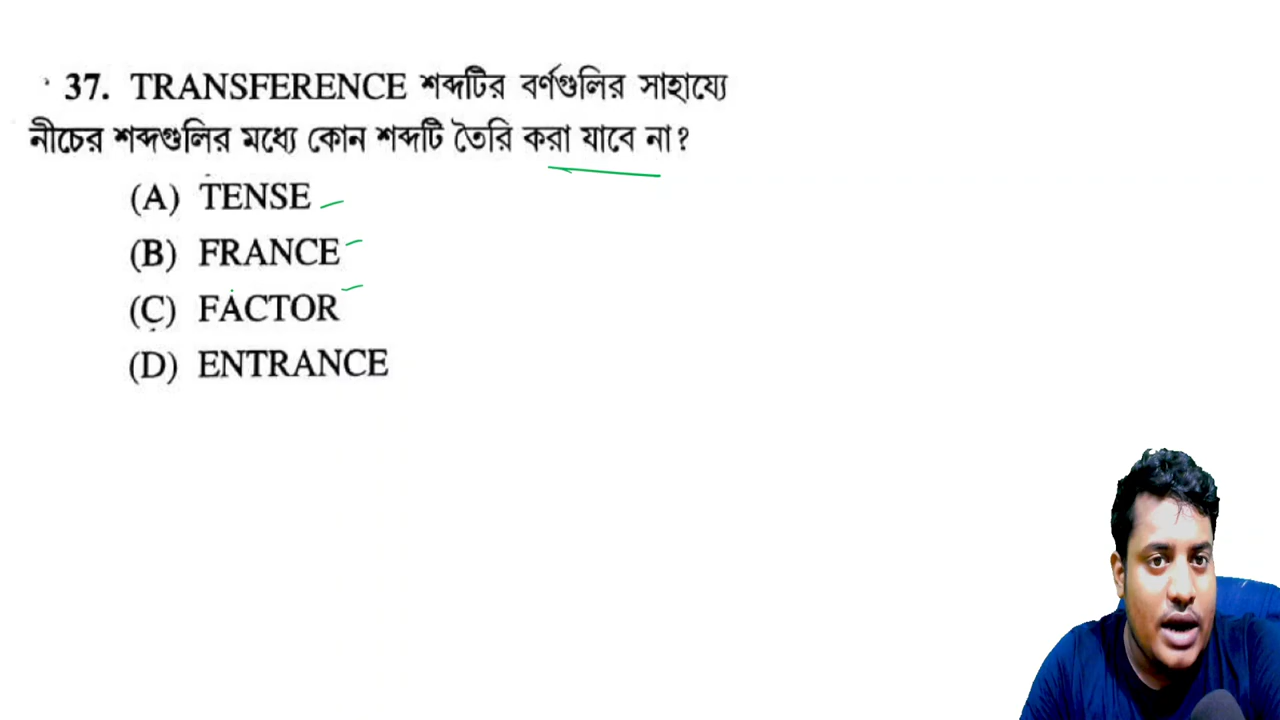 37. TRANSFERENCE শব্দটির বর্ণগুলির সাহায্যে
নীচের শব্দগুলির মধ্যে কোন শব্দটি তৈরি করা যাবে না?
(A) TENSE
(B) FRANCE
(C) FACTOR
(D) ENTRANCE